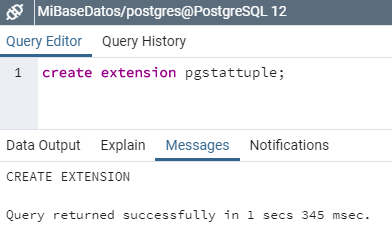 MiBaseDatos/postgres@PostgreSQL 12
Query Editor Query History
1 create extension pgstattuple;
Data Output Explain Messages Notifications
CREATE EXTENSION
Query returned successfully in 1 secs 345 msec.